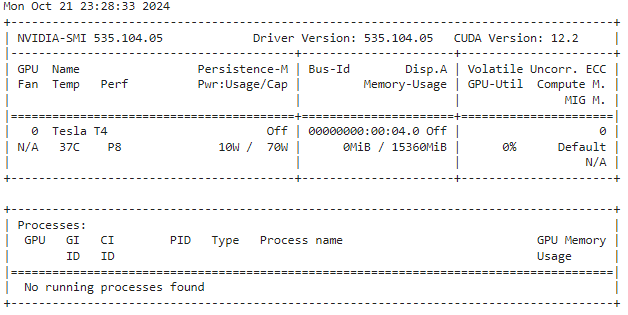 Mon Oct 21 23:28:33 2024
+---------------------------------------------------------------------------------------+
| NVIDIA-SMI 535.104.05             Driver Version: 535.104.05   CUDA Version: 12.2     |
|-----------------------------------------+----------------------+----------------------+
| GPU  Name                 Persistence-M | Bus-Id        Disp.A | Volatile Uncorr. ECC |
| Fan  Temp   Perf          Pwr:Usage/Cap |         Memory-Usage | GPU-Util  Compute M. |
|                                         |                      |               MIG M. |
|=========================================+======================+======================|
|   0  Tesla T4                       Off | 00000000:00:04.0 Off |                    0 |
| N/A   37C    P8              10W /  70W |      0MiB / 15360MiB |      0%      Default |
|                                         |                      |                  N/A |
+-----------------------------------------+----------------------+----------------------+

+---------------------------------------------------------------------------------------+
| Processes:                                                                            |
|  GPU   GI   CI        PID   Type   Process name                            GPU Memory |
|        ID   ID                                                             Usage      |
|=======================================================================================|
|  No running processes found                                                           |
+---------------------------------------------------------------------------------------+